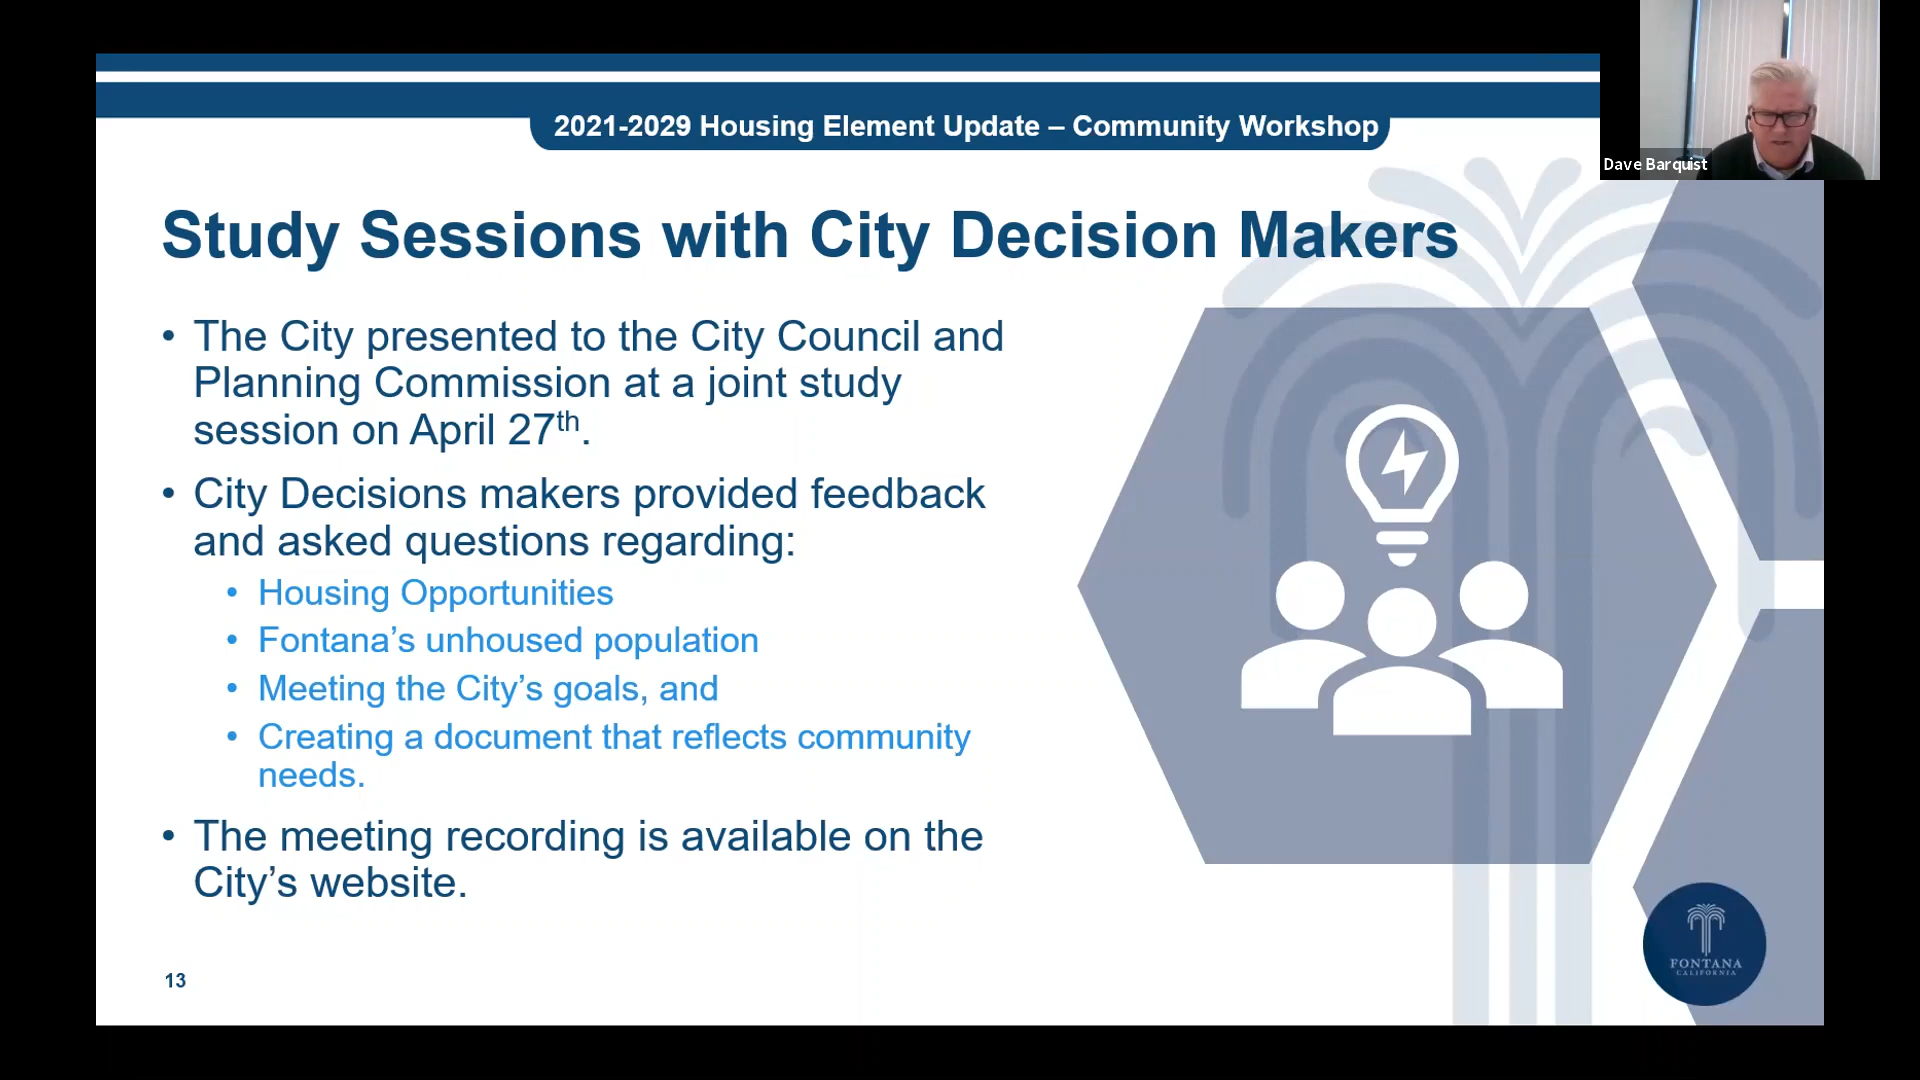 2021-2029 Housing Element Update – Community Workshop
Dave Barquist
Study Sessions with City Decision Makers
• The City presented to the City Council and
Planning Commission at a joint study
session on April 27th.
• City Decisions makers provided feedback
and asked questions regarding:
• Housing Opportunities
• Fontana’s unhoused population
• Meeting the City’s goals, and
• Creating a document that reflects community
needs.
• The meeting recording is available on the
City’s website.
13
FONTANA
CALIFORNIA